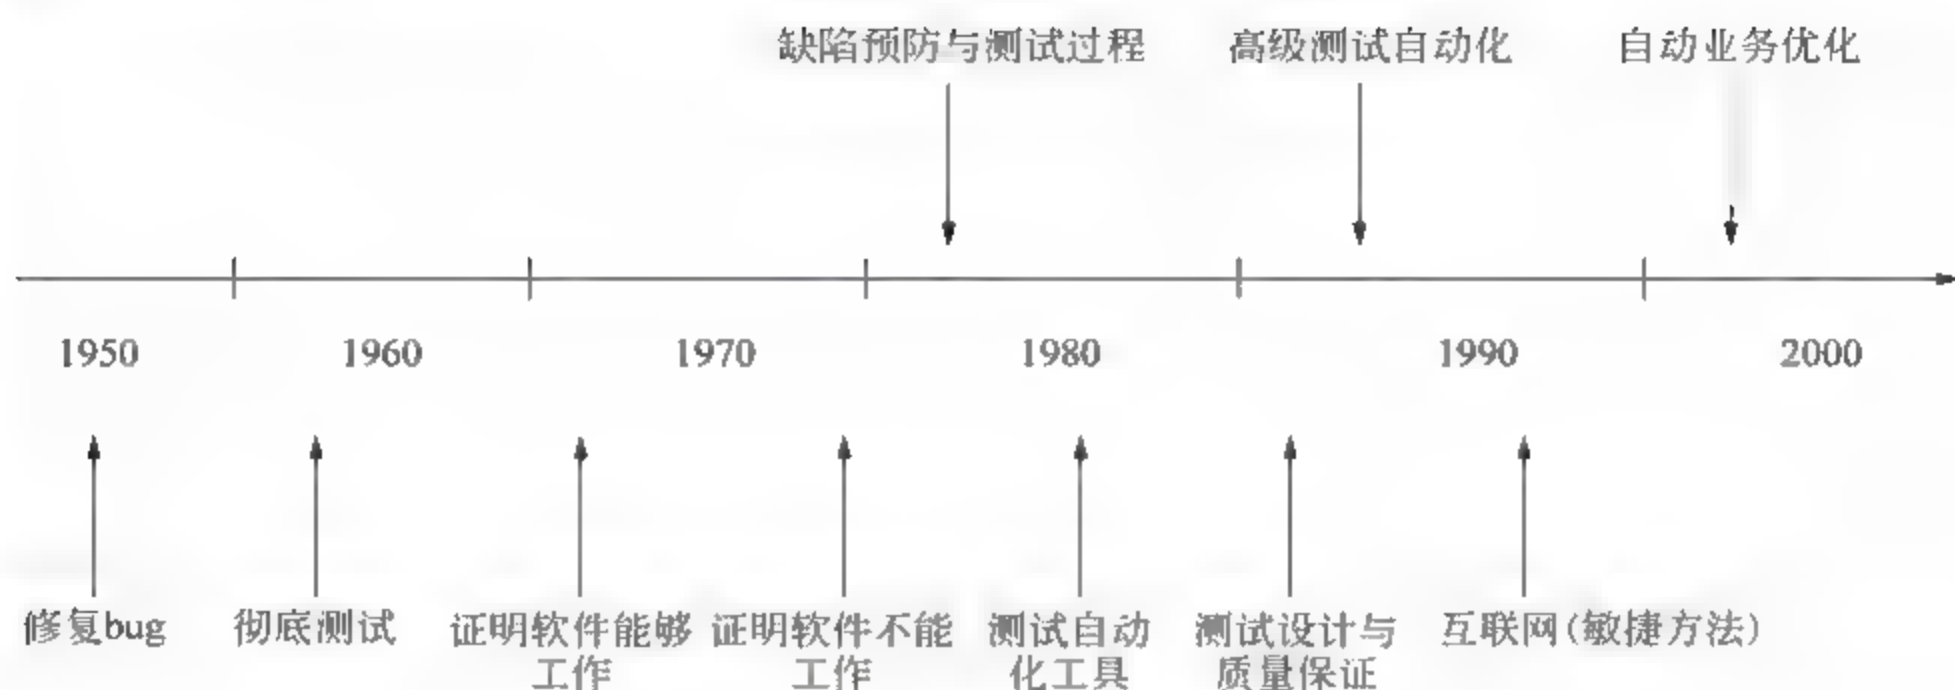 缺陷预防与测试过程 高级测试自动化 自动业务优化
1950 1960 1970 1980 1990 2000
修复bug 彻底测试 证明软件能够 证明软件不能 测试自动 测试设计与 互联网(敏捷方法)
工作 工作 化工具 质量保证